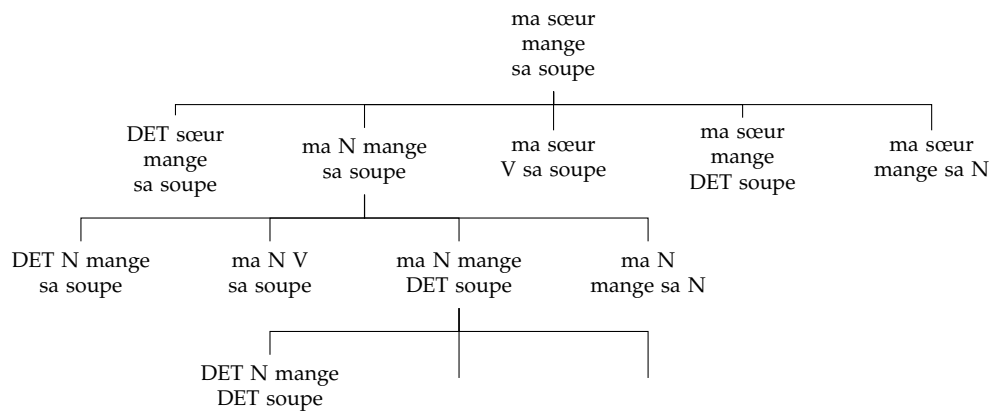 ma sœur
mange
sa soupe
DET sœur
mange
sa soupe
ma N mange
sa soupe
ma sœur
V sa soupe
ma sœur
mange
DET soupe
ma sœur
mange sa N
DET N mange
sa soupe
ma N V
sa soupe
ma N mange
DET soupe
ma N
mange sa N
DET N mange
DET soupe